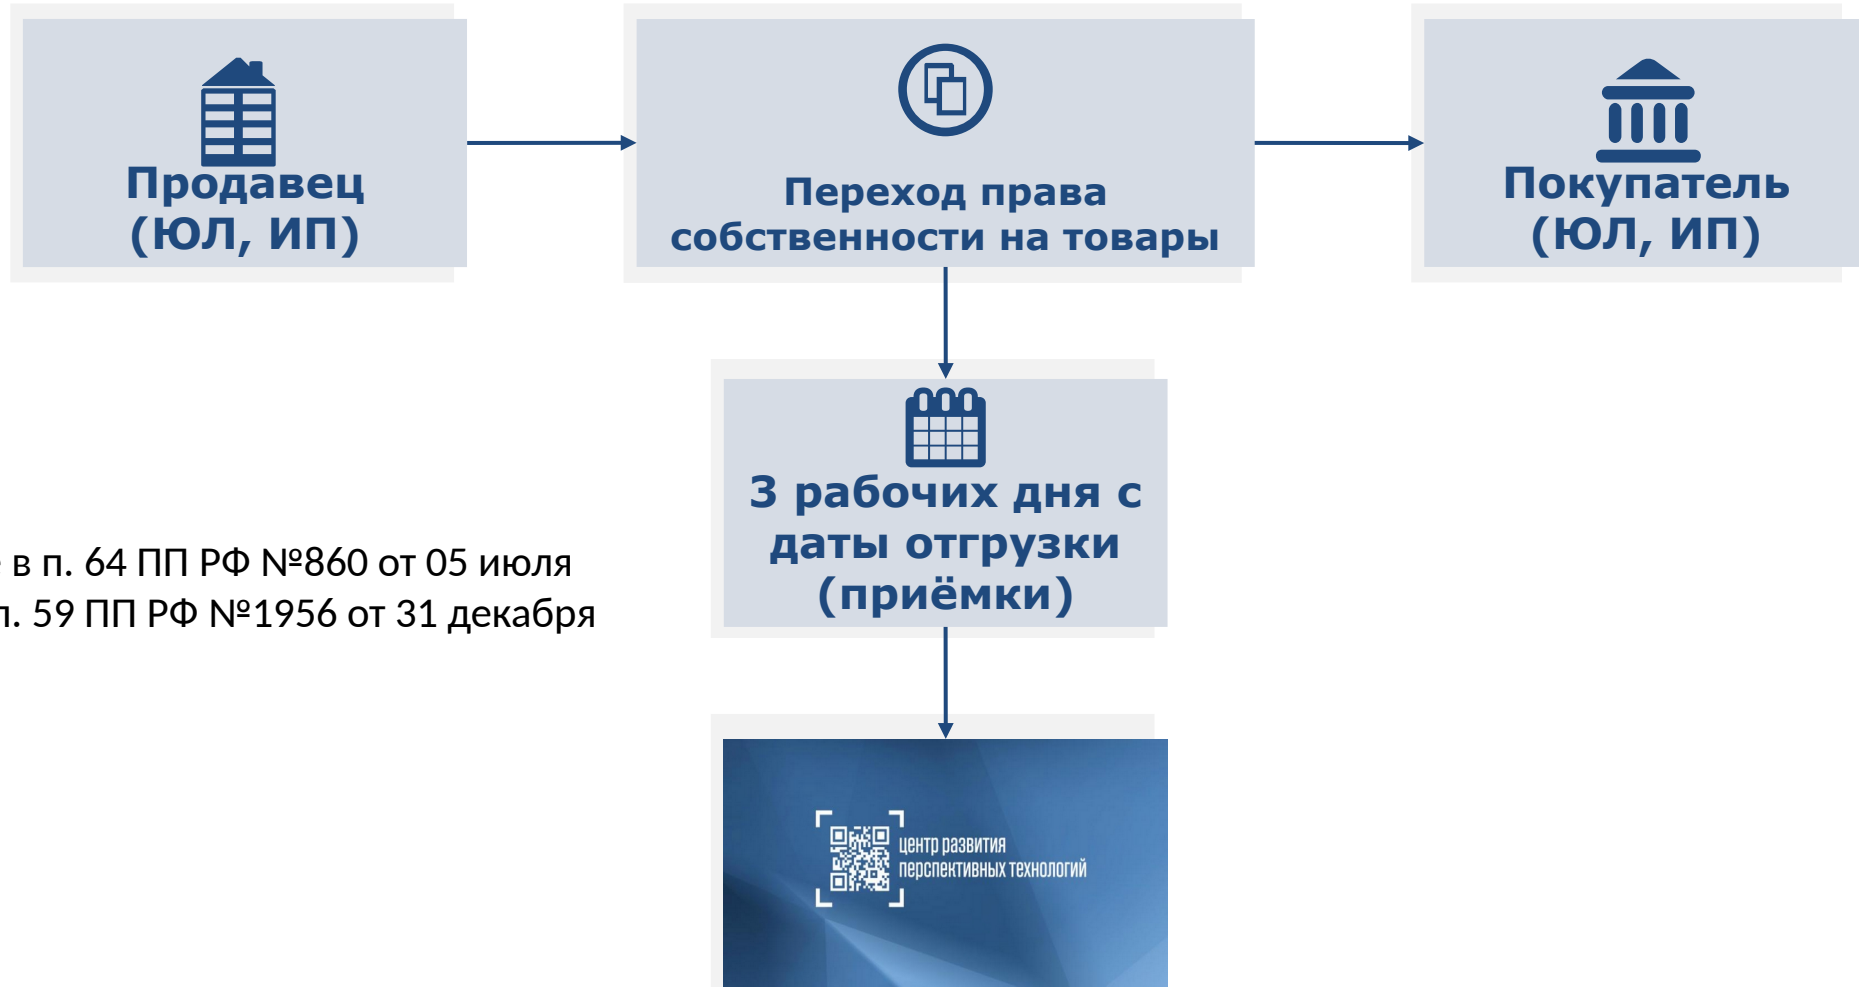 Продавец
(ЮЛ, ИП)
Переход права
собственности на товары
Покупатель
(ЮЛ, ИП)
3 рабочих дня с
даты отгрузки
(приёмки)
в п. 64 ПП РФ №860 от 05 июля
п. 59 ПП РФ №1956 от 31 декабря
центр развития
перспективных технологий